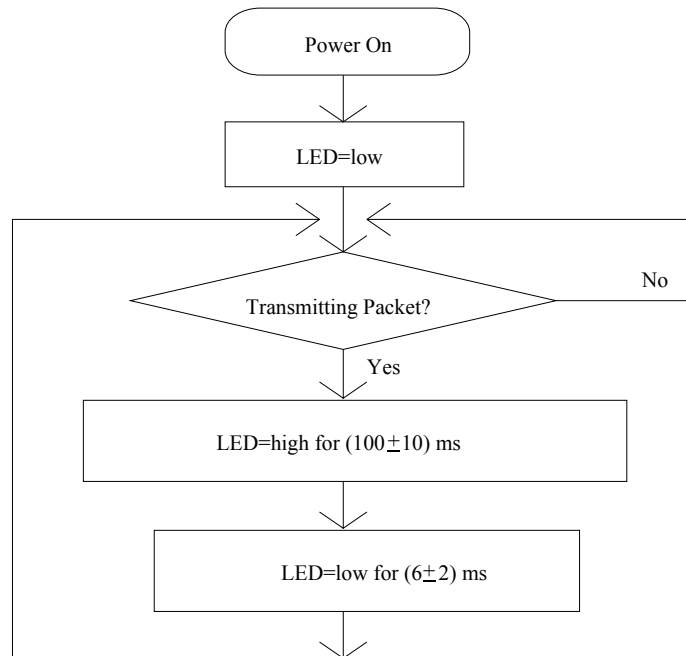 Power On
LED=low
Transmitting Packet?
No
Yes
LED=high for (100±10) ms
LED=low for (6±2) ms